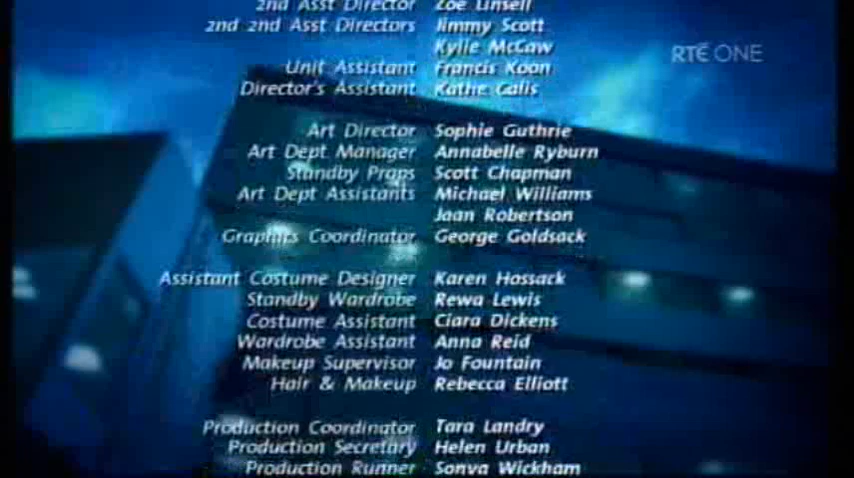 2nd Asst Director Zoe Linsell
2nd 2nd Asst Directors Jimmy Scott
Kylie McCaw
RTÉ ONE
Unit Assistant Francis Koon
Director's Assistant Kathe Calis
Art Director Sophie Guthrie
Art Dept Manager Annabelle Ryburn
Standby Props Scott Chapman
Art Dept Assistants Michael Williams
Joan Robertson
Graphics Coordinator George Goldsack
Assistant Costume Designer Karen Hossack
Standby Wardrobe Rewa Lewis
Costume Assistant Ciara Dickens
Wardrobe Assistant Anna Reid
Makeup Supervisor Jo Fountain
Hair & Makeup Rebecca Elliott
Production Coordinator Tara Landry
Production Secretary Helen Urban
Production Runner Sonya Wickham